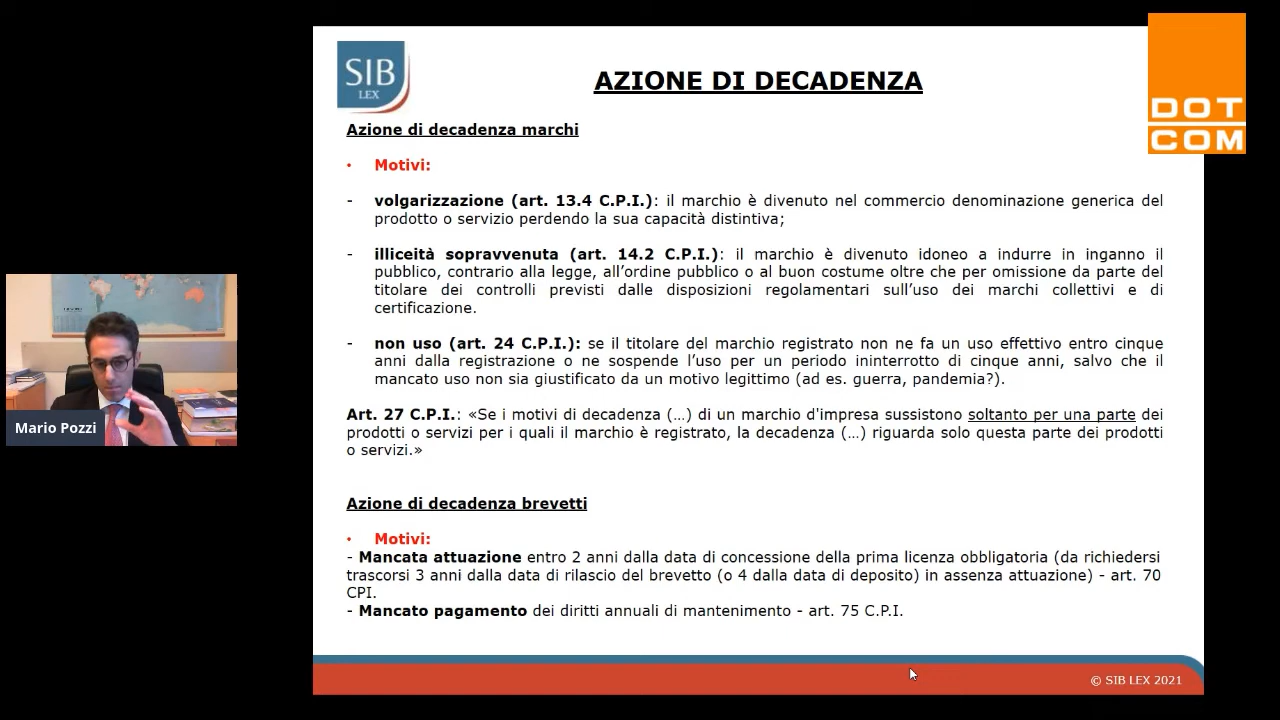 SIB
LEX
AZIONE DI DECADENZA
DOT
COM
Azione di decadenza marchi
• Motivi:
- volgarizzazione (art. 13.4 C.P.I.): il marchio è divenuto nel commercio denominazione generica del
prodotto o servizio perdendo la sua capacità distintiva;
- illiceità sopravvenuta (art. 14.2 C.P.I.): il marchio è divenuto idoneo a indurre in inganno il
pubblico, contrario alla legge, all'ordine pubblico o al buon costume oltre che per omissione da parte del
titolare dei controlli previsti dalle disposizioni regolamentari sull'uso dei marchi collettivi e di
certificazione.
- non uso (art. 24 C.P.I.): se il titolare del marchio registrato non ne fa un uso effettivo entro cinque
anni dalla registrazione o ne sospende l'uso per un periodo ininterrotto di cinque anni, salvo che il
mancato uso non sia giustificato da un motivo legittimo (ad es. guerra, pandemia?).
Art. 27 C.P.I.: «Se i motivi di decadenza (…) di un marchio d'impresa sussistono soltanto per una parte dei
prodotti o servizi per i quali il marchio è registrato, la decadenza (…) riguarda solo questa parte dei prodotti
o servizi.»
Azione di decadenza brevetti
• Motivi:
- Mancata attuazione entro 2 anni dalla data di concessione della prima licenza obbligatoria (da richiedersi
trascorsi 3 anni dalla data di rilascio del brevetto (o 4 dalla data di deposito) in assenza attuazione) - art. 70
CPI.
- Mancato pagamento dei diritti annuali di mantenimento - art. 75 C.P.I.
Mario Pozzi
© SIB LEX 2021